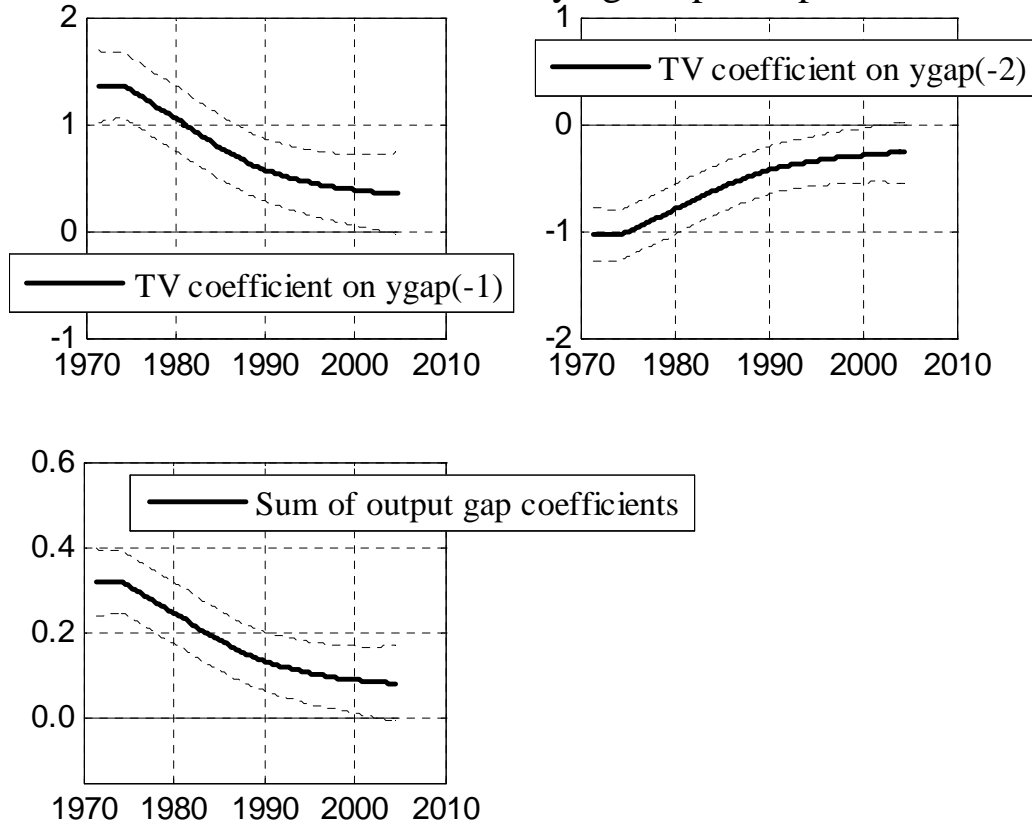 2
1
0
-1
1970 1980 1990 2000 2010
TV coefficient on ygap(-1)
1
0
-1
-2
1970 1980 1990 2000 2010
TV coefficient on ygap(-2)
0.6
0.4
0.2
0.0
1970 1980 1990 2000 2010
Sum of output gap coefficients